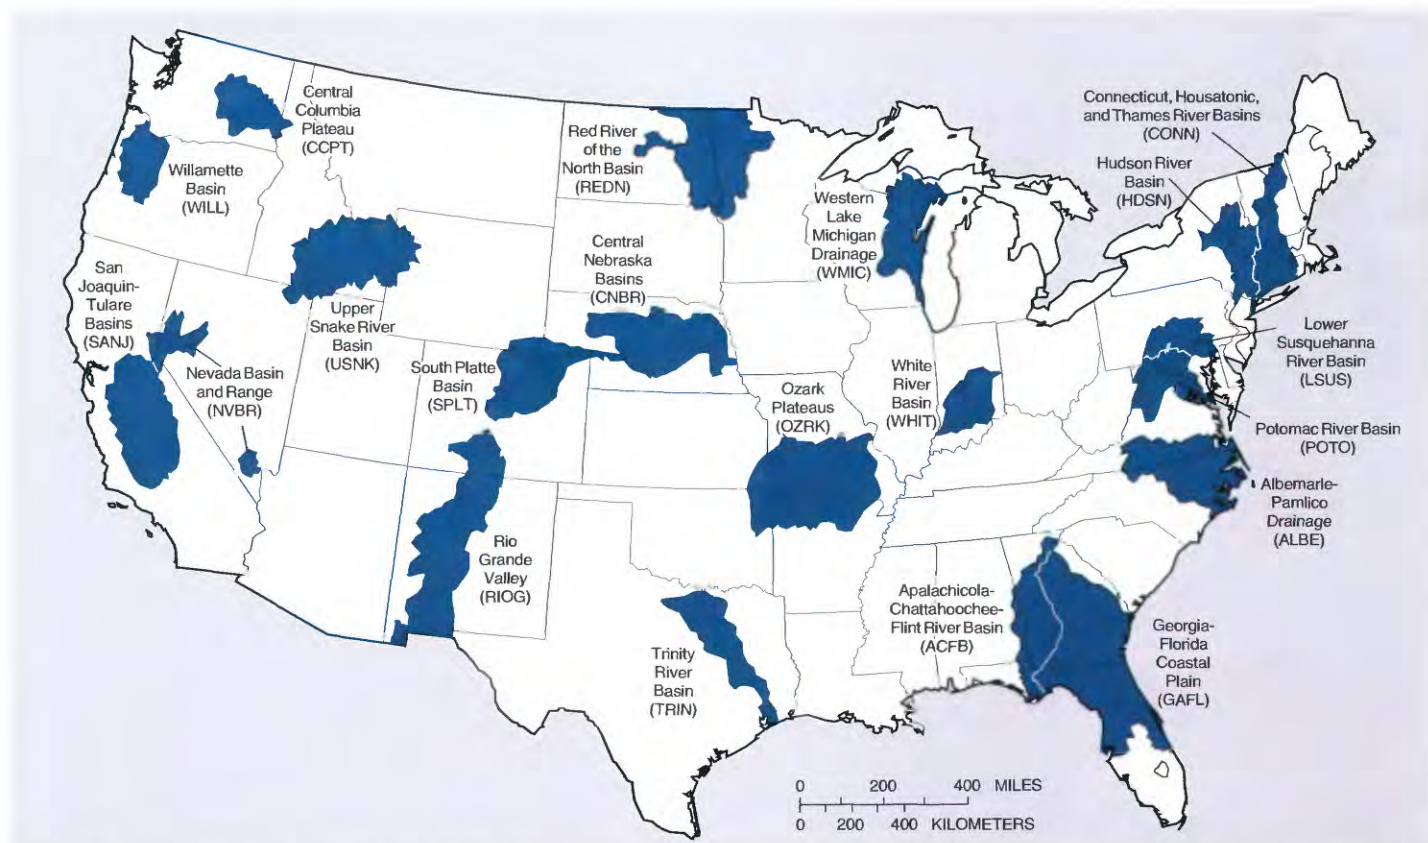 Central
Columbia
Plateau
(CCPT)
Willamette
Basin
(WILL)
Red River
of the
North Basin
(REDN)
Connecticut, Housatonic,
and Thames River Basins
(CONN)
Hudson River
Basin
(HDSN)
Western
Lake
Michigan
Drainage
(WMIC)
Central
Nebraska
Basins
(CNBR)
San
Joaquin-
Tulare
Basins
(SANJ)
Upper
Snake River
Basin
(USNK)
Nevada Basin
and Range
(NVBR)
South Platte
Basin
(SPLT)
Ozark
Plateaus
(OZRK)
White
River
Basin
(WHIT)
Lower
Susquehanna
River Basin
(LSUS)
Potomac River Basin
(POTO)
Albemarle-
Pamlico
Drainage
(ALBE)
Rio
Grande
Valley
(RIOG)
Trinity
River
Basin
(TRIN)
Apalachicola-
Chattahoochee-
Flint River Basin
(ACFB)
Georgia-
Florida
Coastal
Plain
(GAFL)
0 200 400 MILES
0 200 400 KILOMETERS